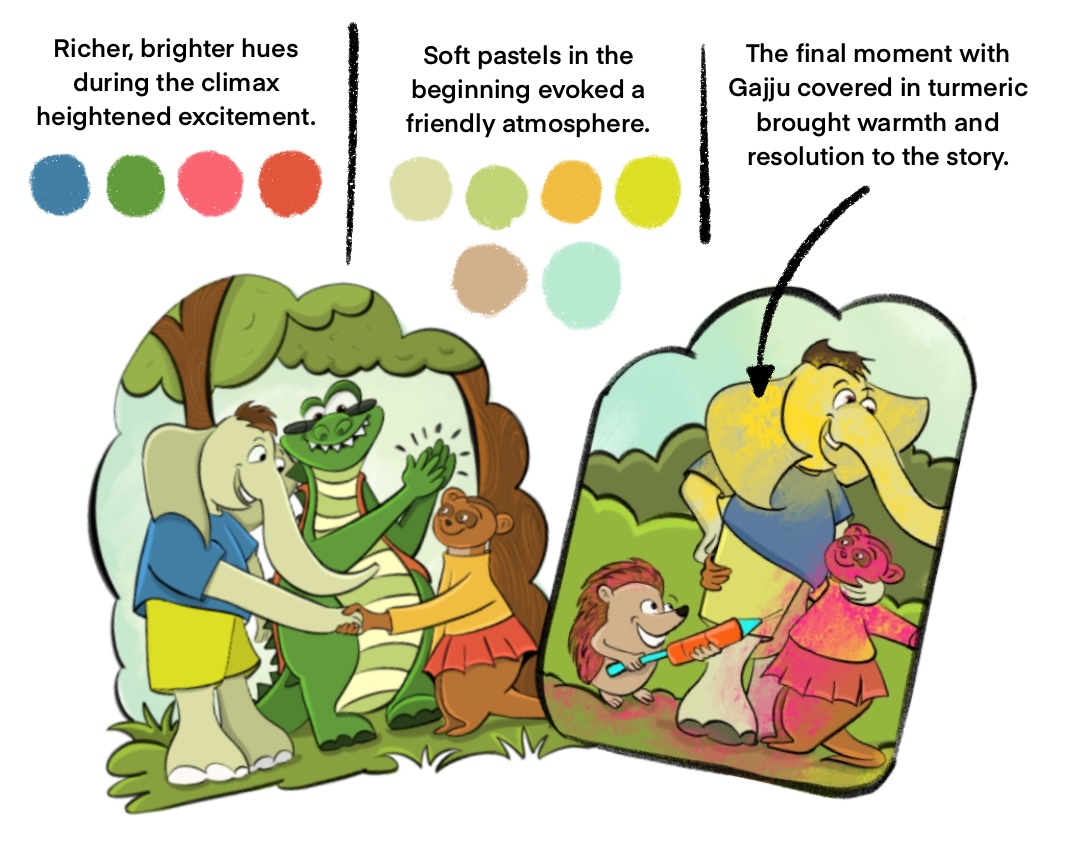 Richer, brighter hues
during the climax
heightened excitement.
Soft pastels in the
beginning evoked a
friendly atmosphere.
The final moment with
Gajju covered in turmeric
brought warmth and
resolution to the story.